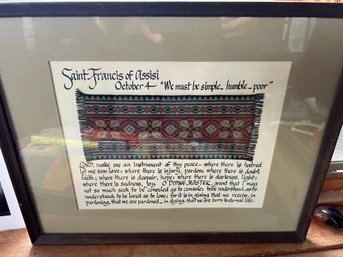 Saint Francis of Assisi
October 4 "We must be simple - humble - poor"
LORD, make me an instrument of thy peace - where there is hatred
let me sow love; where there is injury, pardon; where there is doubt
faith; where there is despair, hope; where there is darkness, light;
where there is sadness, joy. O DIVINE MASTER, grant that I may
not so much seek to be consoled as to console; to be understood, as to
understand; to be loved as to love; for it is in giving that we receive, in
pardoning, that we are pardoned... in dying, that we are born to eternal life.